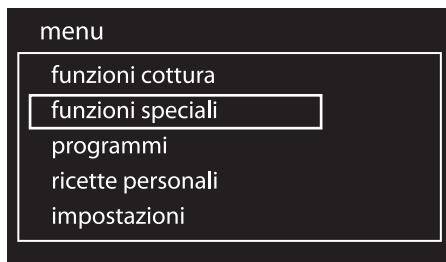 menu
funzioni cottura
funzioni speciali
programmi
ricette personali
impostazioni